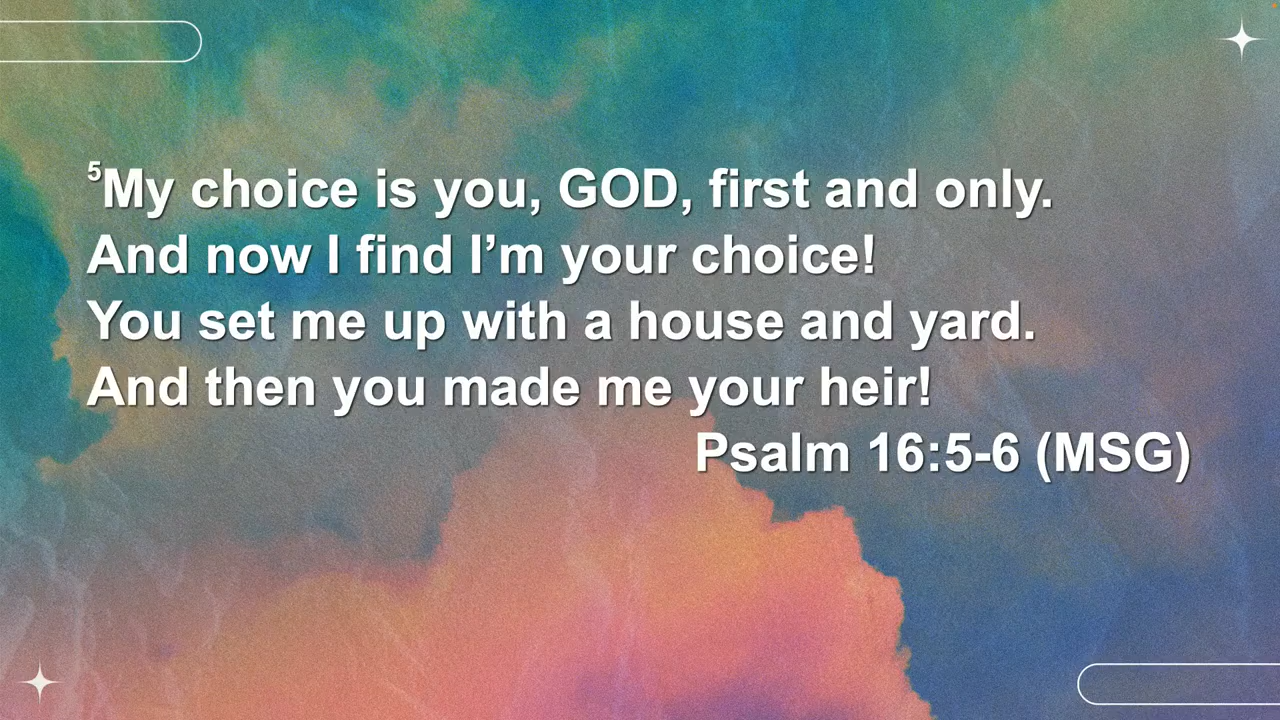 ⁵My choice is you, GOD, first and only.
And now I find I’m your choice!
You set me up with a house and yard.
And then you made me your heir!
Psalm 16:5-6 (MSG)